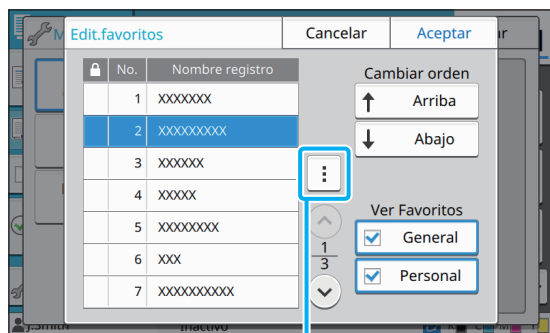 Edit.favoritos Cancelar Aceptar
No. Nombre registro Cambiar orden
1 XXXXXXX Arriba
2 XXXXXXXXX Abajo
3 XXXXXX
4 XXXXX
5 XXXXXXXX Ver Favoritos
6 XXX 1 General
7 XXXXXXXXXX 3 Personal
J.Smith Inactivo